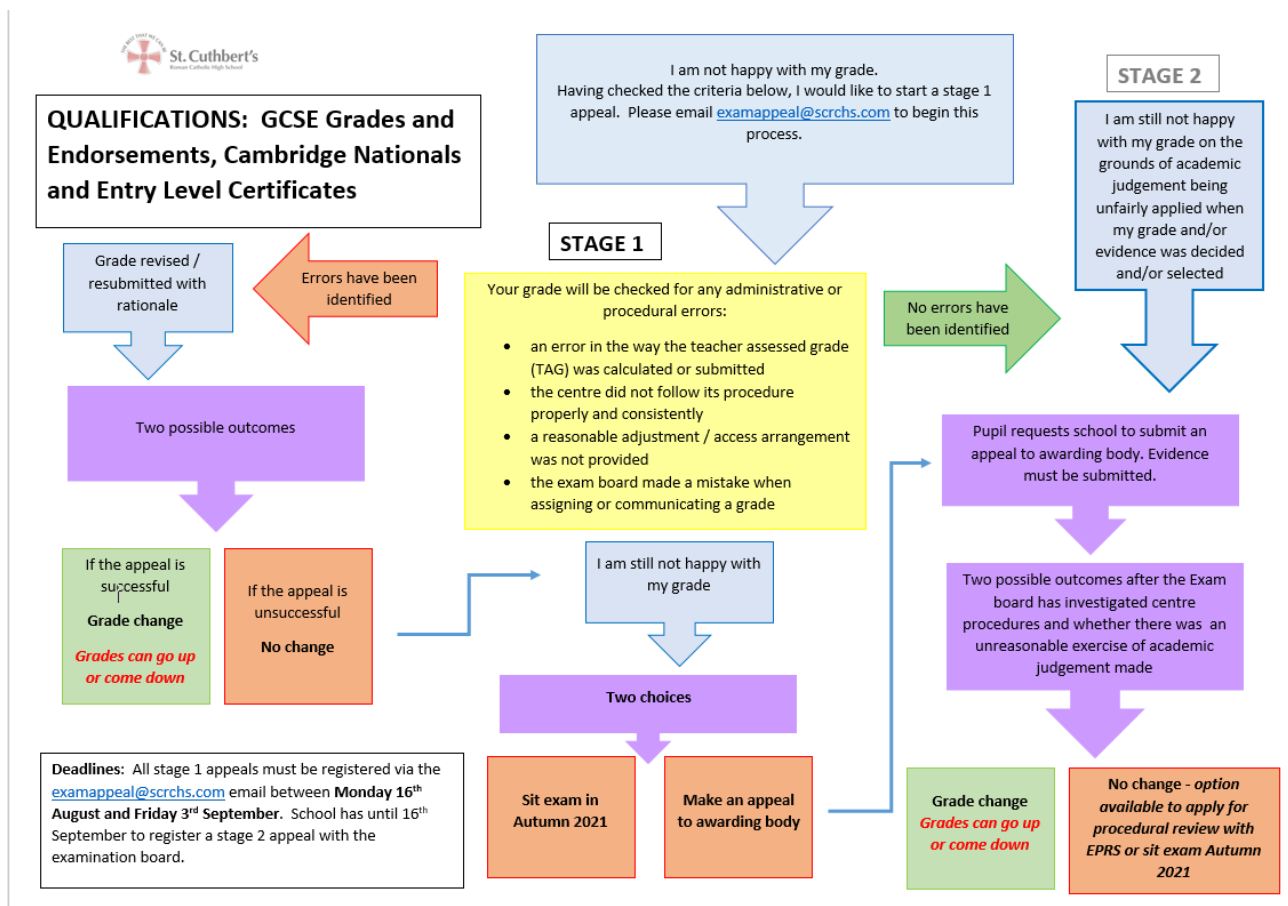 THE BEST THAT WE CAN BE
St. Cuthbert's
Roman Catholic High School
QUALIFICATIONS:  GCSE Grades and
Endorsements, Cambridge Nationals
and Entry Level Certificates
I am not happy with my grade.
Having checked the criteria below, I would like to start a stage 1
appeal.  Please email examappeal@scrchs.com to begin this
process.
STAGE 1
Your grade will be checked for any administrative or
procedural errors:
• an error in the way the teacher assessed grade
(TAG) was calculated or submitted
• the centre did not follow its procedure
properly and consistently
• a reasonable adjustment / access arrangement
was not provided
• the exam board made a mistake when
assigning or communicating a grade
Errors have been
identified
Grade revised /
resubmitted with
rationale
Two possible outcomes
If the appeal is
successful
Grade change
Grades can go up
or come down
If the appeal is
unsuccessful
No change
I am still not happy with
my grade
Two choices
Sit exam in
Autumn 2021
Make an appeal
to awarding body
No errors have
been identified
STAGE 2
I am still not happy
with my grade on the
grounds of academic
judgement being
unfairly applied when
my grade and/or
evidence was decided
and/or selected
Pupil requests school to submit an
appeal to awarding body. Evidence
must be submitted.
Two possible outcomes after the Exam
board has investigated centre
procedures and whether there was  an
unreasonable exercise of academic
judgement made
Grade change
Grades can go up
or come down
No change - option
available to apply for
procedural review with
EPRS or sit exam Autumn
2021
Deadlines:  All stage 1 appeals must be registered via the
examappeal@scrchs.com email between Monday 16th
August and Friday 3rd September.  School has until 16th
September to register a stage 2 appeal with the
examination board.